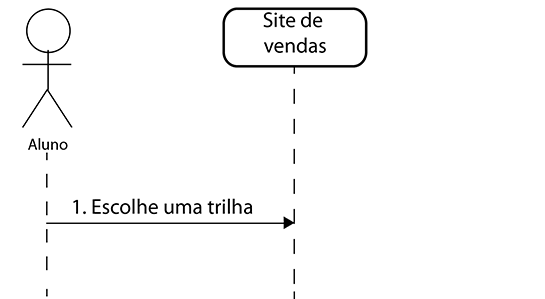 Site de
vendas
Aluno
1. Escolhe uma trilha